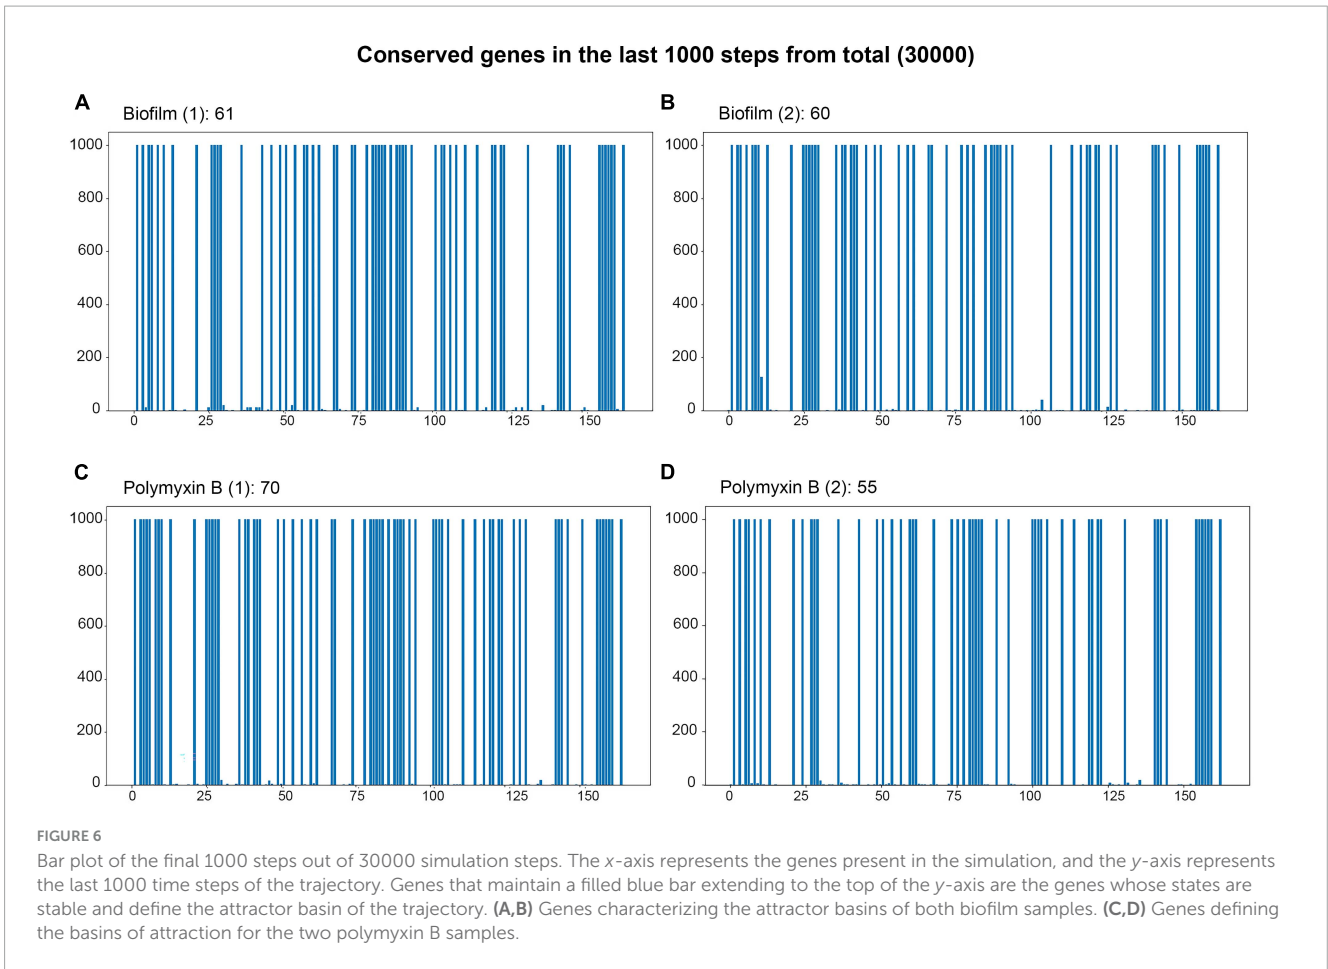 Conserved genes in the last 1000 steps from total (30000)
A
Biofilm (1): 61
1000
800
600
400
200
0
0 25 50 75 100 125 150
B
Biofilm (2): 60
1000
800
600
400
200
0
0 25 50 75 100 125 150
C
Polymyxin B (1): 70
1000
800
600
400
200
0
0 25 50 75 100 125 150
D
Polymyxin B (2): 55
1000
800
600
400
200
0
0 25 50 75 100 125 150
FIGURE 6
Bar plot of the final 1000 steps out of 30000 simulation steps. The x-axis represents the genes present in the simulation, and the y-axis represents
the last 1000 time steps of the trajectory. Genes that maintain a filled blue bar extending to the top of the y-axis are the genes whose states are
stable and define the attractor basin of the trajectory. (A,B) Genes characterizing the attractor basins of both biofilm samples. (C,D) Genes defining
the basins of attraction for the two polymyxin B samples.